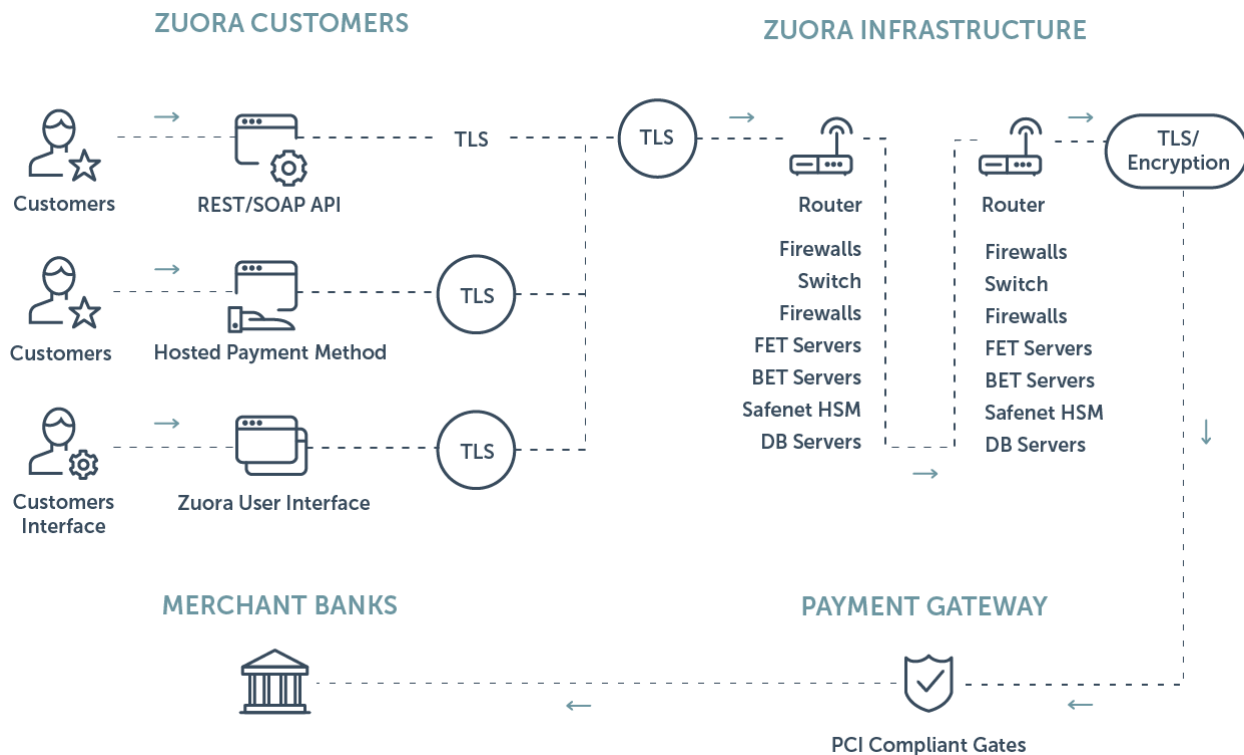 ZUORA CUSTOMERS
ZUORA INFRASTRUCTURE
TLS
TLS
TLS/
Encryption
Customers
REST/SOAP API
Router
Router
Firewalls
Switch
Firewalls
FET Servers
BET Servers
Safenet HSM
DB Servers
Firewalls
Switch
Firewalls
FET Servers
BET Servers
Safenet HSM
DB Servers
TLS
Customers
Hosted Payment Method
TLS
Customers
Interface
Zuora User Interface
MERCHANT BANKS
PAYMENT GATEWAY
PCI Compliant Gates